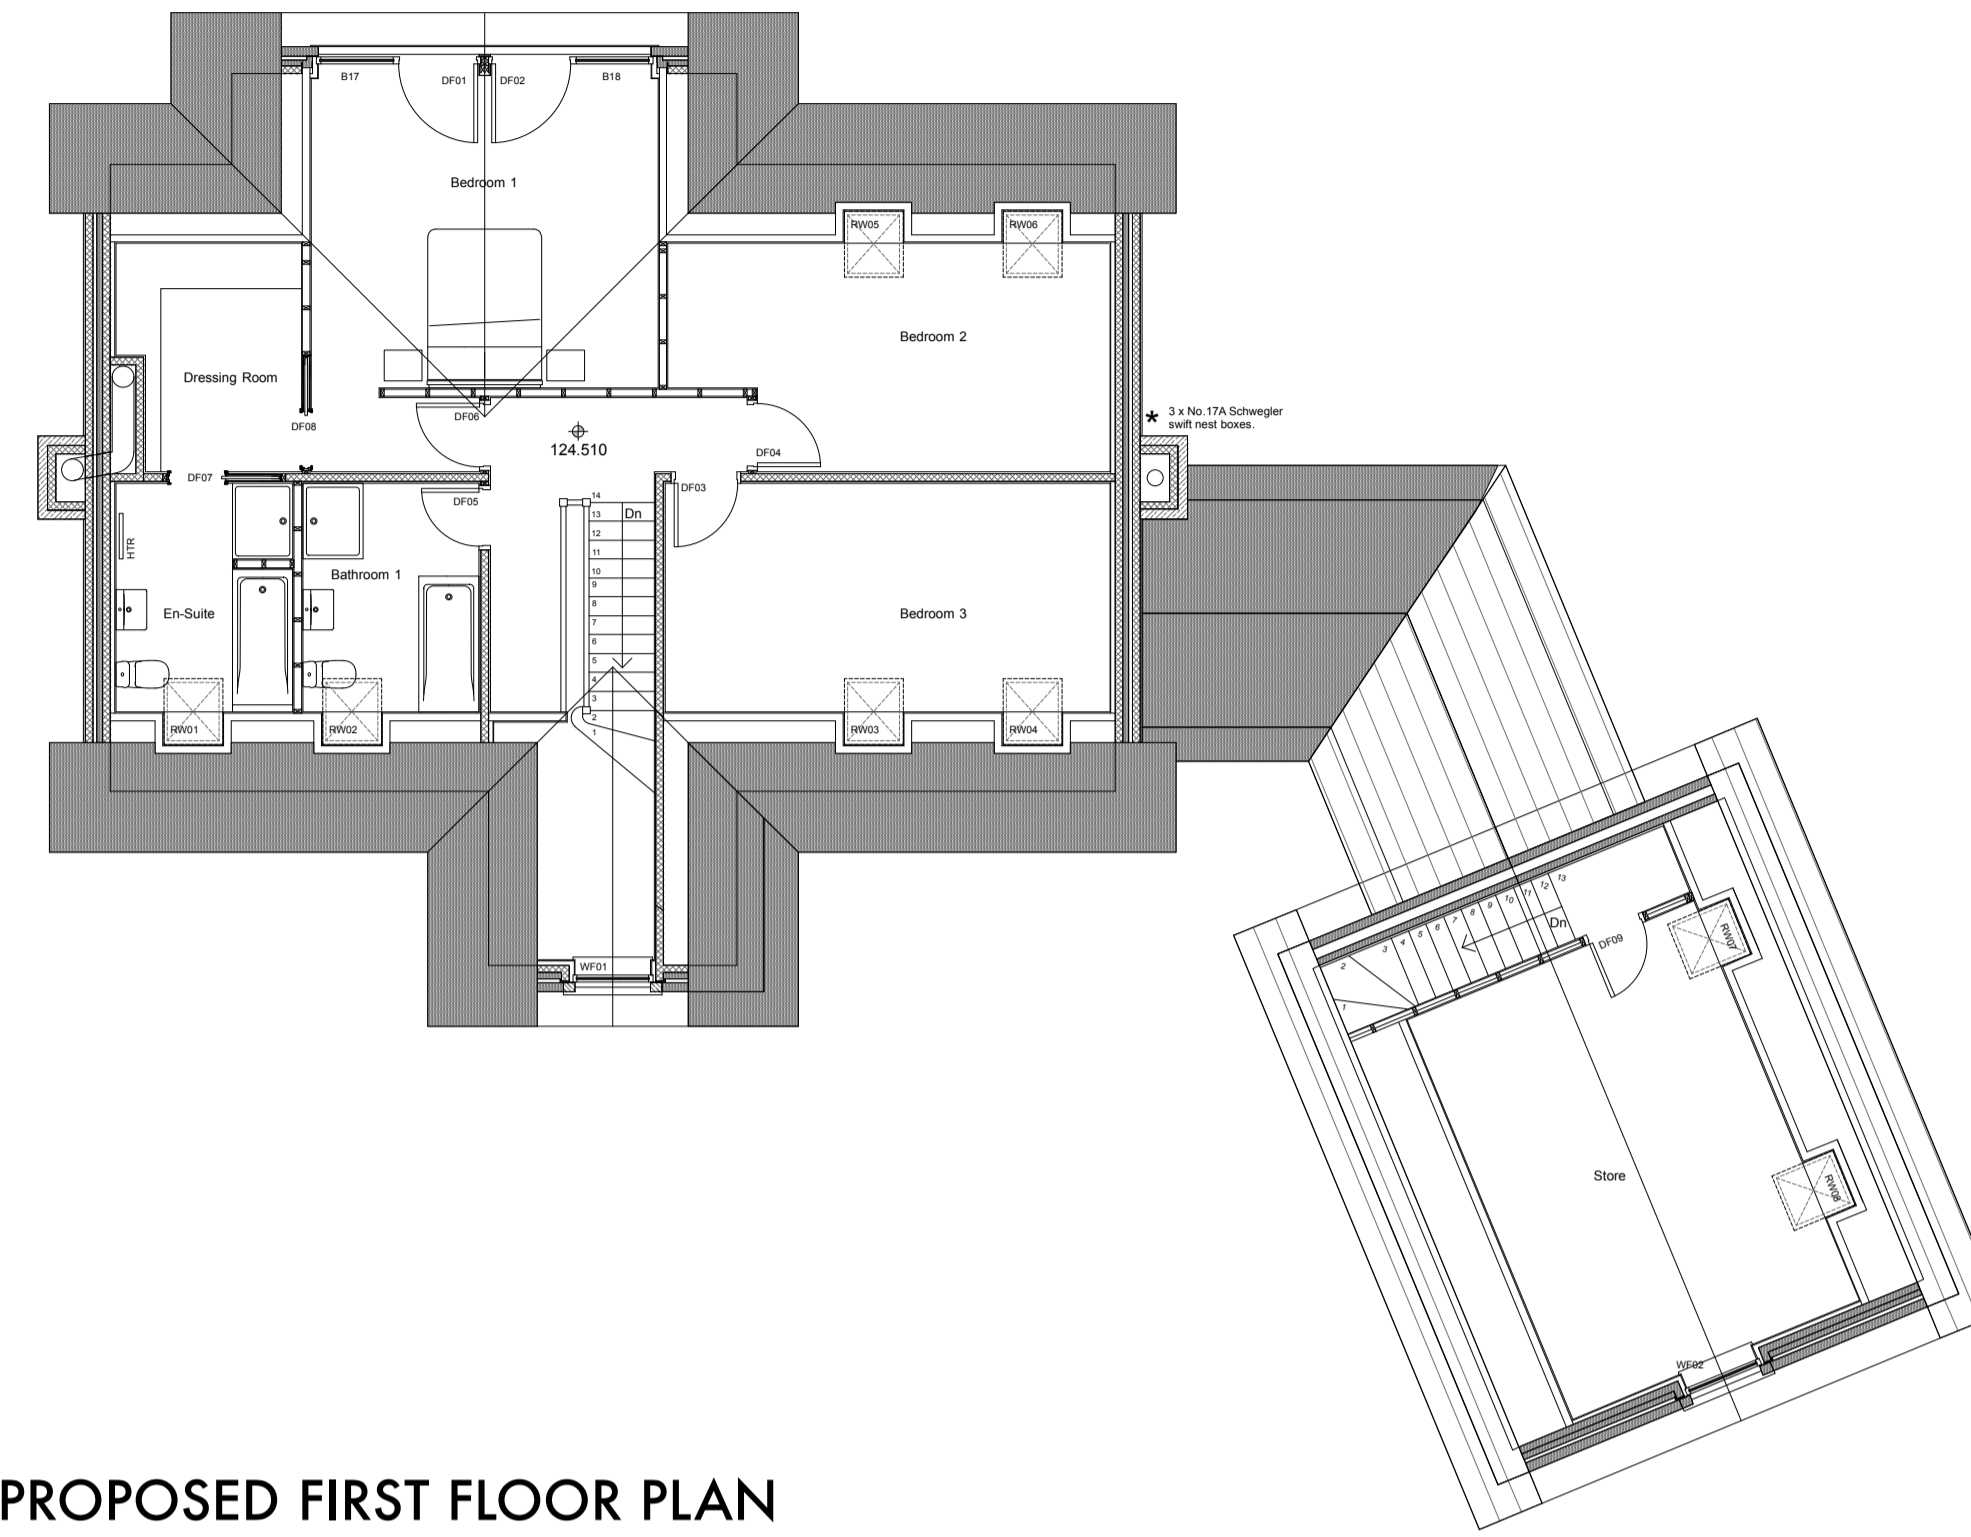 B17
DF01
DF02
B18
Bedroom 1
RW05
RW06
Bedroom 2
Dressing Room
DF06
DF08
3 x No.17A Schwegler
swift nest boxes.
*
124.510
DF04
DF07
DF03
DF05
14
13
Dn
12
11
10
9
8
7
6
5
4
3
2
1
HTR
Bathroom 1
En-Suite
Bedroom 3
RW01
RW02
RW03
RW04
WF01
13
12
11
10
9
8
7
6
5
4
3
2
1
Dn
DF09
RW07
Store
RW08
WF02
PROPOSED FIRST FLOOR PLAN